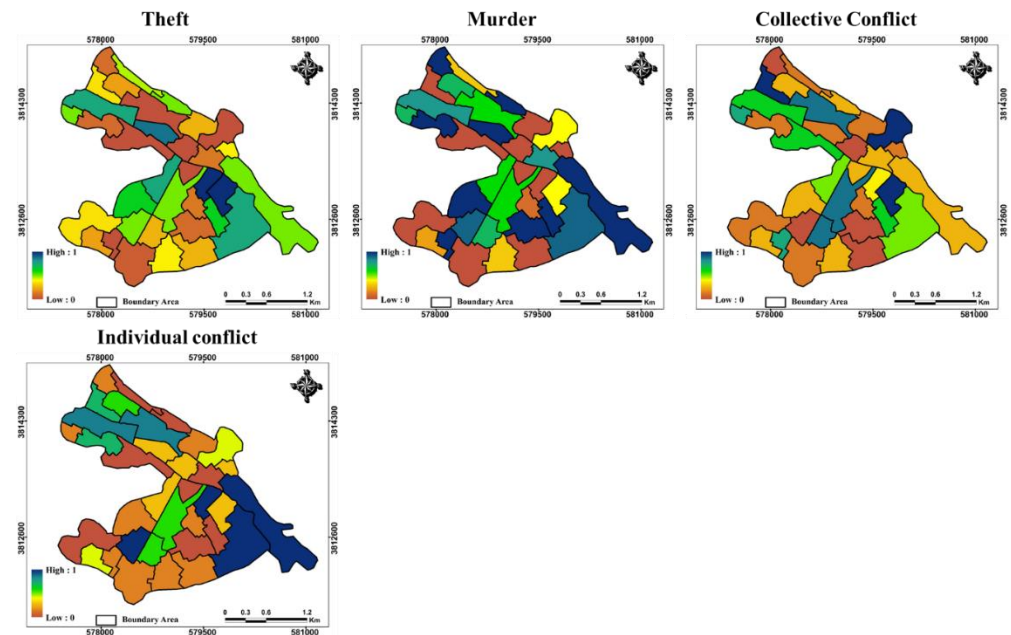 Theft
578000 579500 581000
3814300
3812600
3814300
3812600
High : 1
Low : 0
Boundary Area
0 0.3 0.6 1.2
Km
578000 579500 581000
Murder
578000 579500 581000
3814300
3812600
3814300
3812600
High : 1
Low : 0
Boundary Area
0 0.3 0.6 1.2
Km
578000 579500 581000
Collective Conflict
578000 579500 581000
3814300
3812600
3814300
3812600
High : 1
Low : 0
Boundary Area
0 0.3 0.6 1.2
Km
578000 579500 581000
Individual conflict
578000 579500 581000
3814300
3812600
3814300
3812600
High : 1
Low : 0
Boundary Area
0 0.3 0.6 1.2
Km
578000 579500 581000